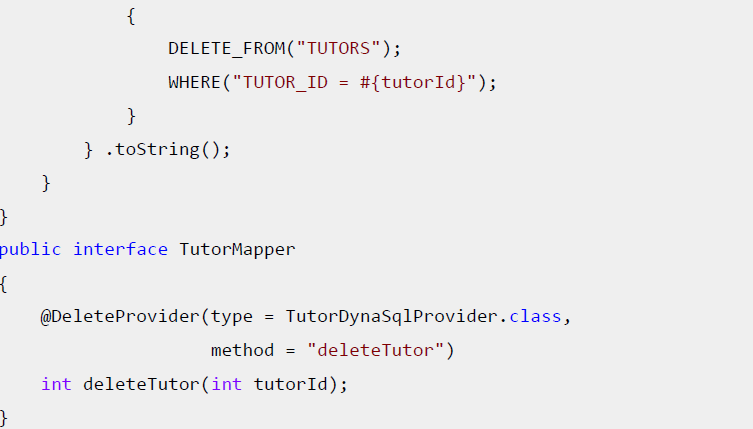 {
DELETE_FROM("TUTORS");
WHERE("TUTOR_ID = #{tutorId}");
}
} .toString();
}
}
public interface TutorMapper
{
@DeleteProvider(type = TutorDynaSqlProvider.class,
method = "deleteTutor")
int deleteTutor(int tutorId);
}